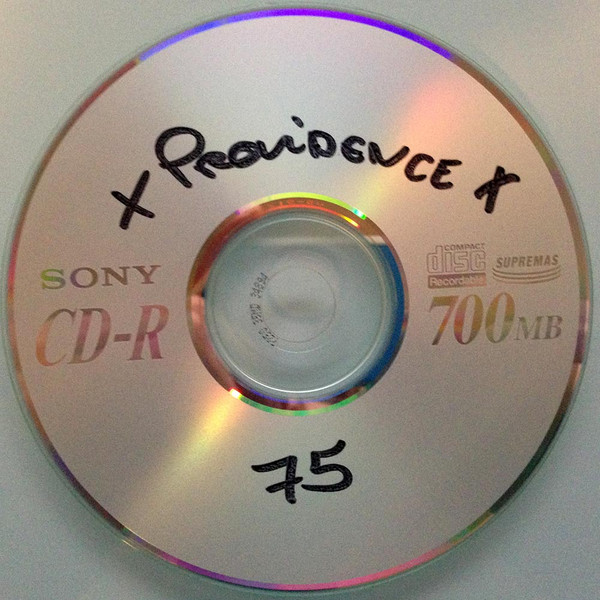 x PROViDENCE x
SONY
CD-R
COMPACT
disc
Recordable
SUPREMAS
700MB
75